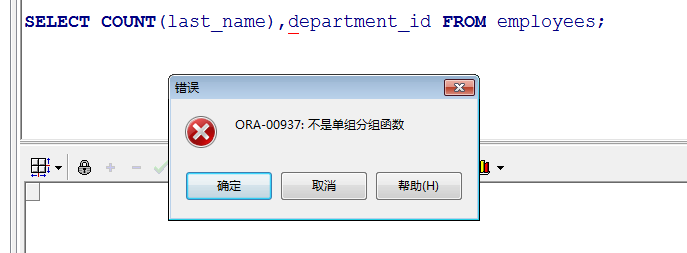 SELECT COUNT(last_name),department_id FROM employees;
错误
ORA-00937: 不是单组分组函数
确定
取消
帮助(H)